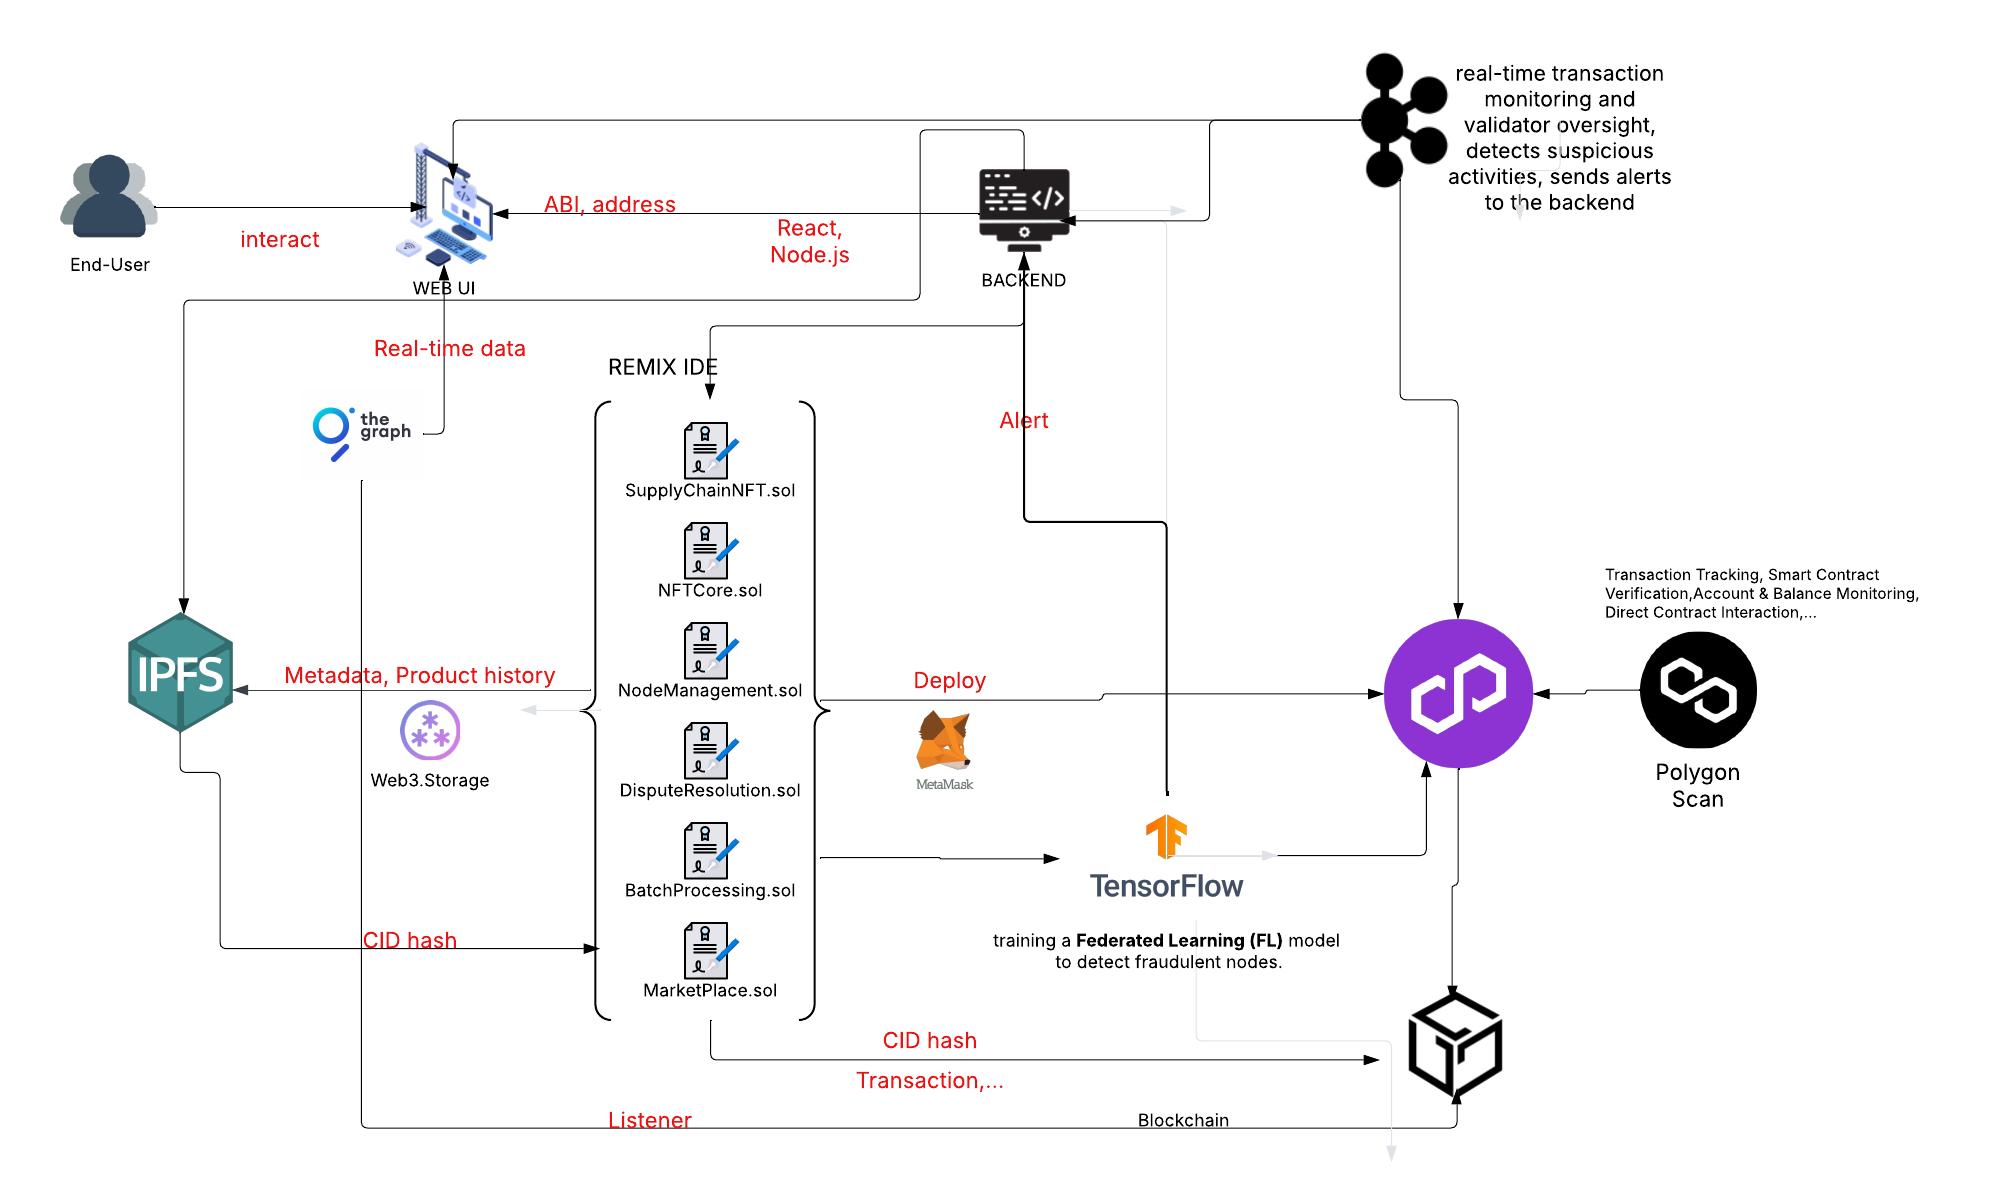 real-time transaction
monitoring and
validator oversight,
detects suspicious
activities, sends alerts
to the backend
End-User
interact
WEB UI
ABI, address
React,
Node.js
BACKEND
Real-time data
the
graph
REMIX IDE
Alert
SupplyChainNFT.sol
NFTCore.sol
NodeManagement.sol
DisputeResolution.sol
BatchProcessing.sol
MarketPlace.sol
IPFS
Metadata, Product history
Web3.Storage
CID hash
Deploy
MetaMask
Transaction Tracking, Smart Contract
Verification,Account & Balance Monitoring,
Direct Contract Interaction,...
Polygon
Scan
TensorFlow
training a Federated Learning (FL) model
to detect fraudulent nodes.
CID hash
Transaction,...
Listener
Blockchain